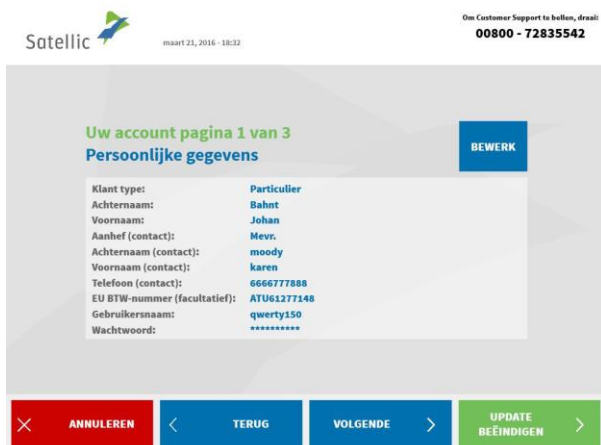 Satellic
maart 21, 2016 - 18:32
Om Customer Support te bellen, draai:
00800 - 72835542
Uw account pagina 1 van 3
Persoonlijke gegevens
BEWERK
Klant type: Particulier
Achternaam: Bahnt
Voornaam: Johan
Aanhef (contact): Mevr.
Achternaam (contact): moody
Voornaam (contact): karen
Telefoon (contact): 6666777888
EU BTW-nummer (facultatief): ATU61277148
Gebruikersnaam: qwerty150
Wachtwoord: **********
ANNULEREN
TERUG
VOLGENDE
UPDATE
BEËINDIGEN